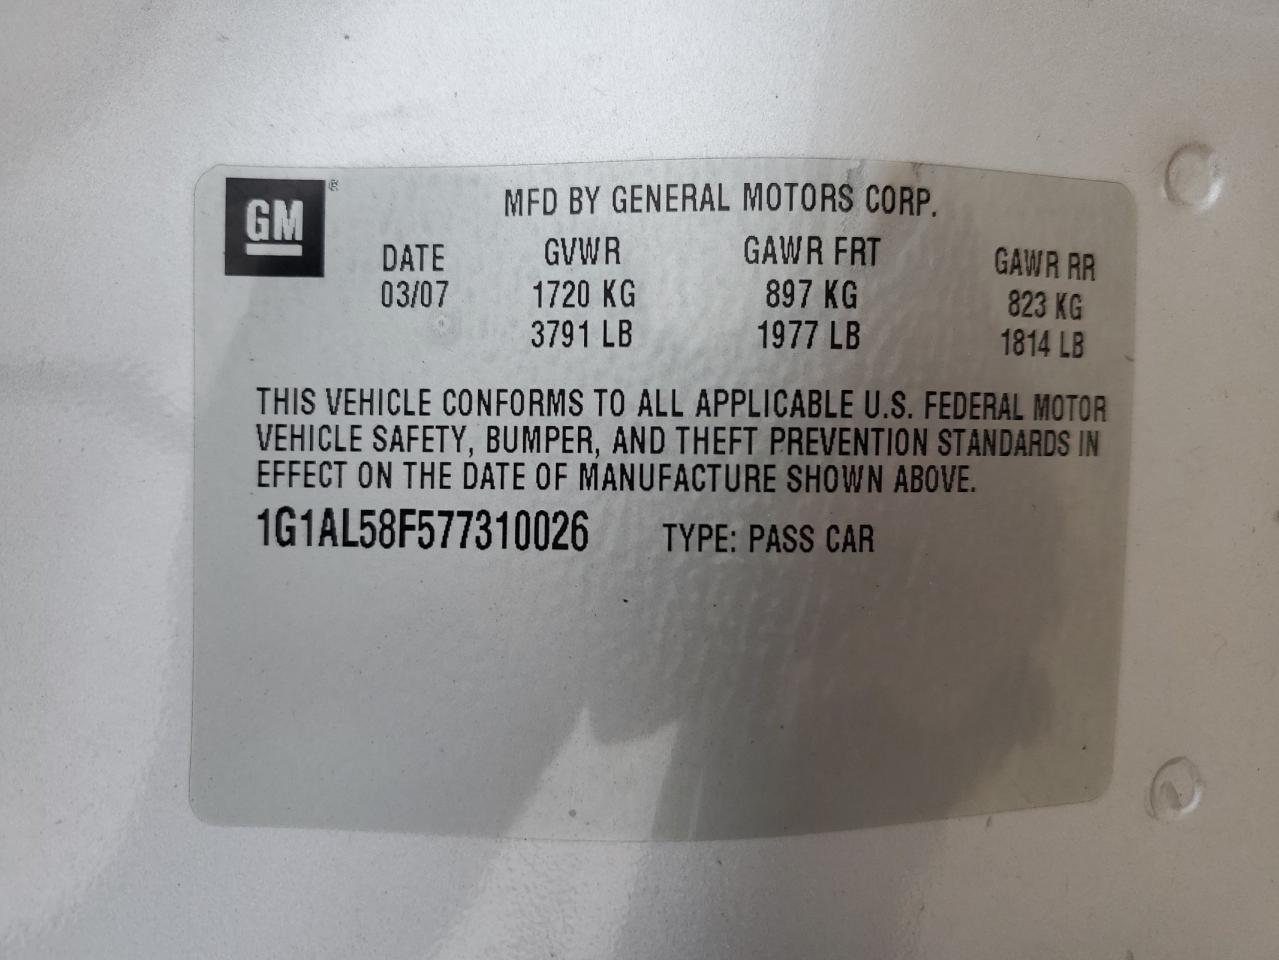 GM ®
MFD BY GENERAL MOTORS CORP.
DATE GVWR GAWR FRT GAWR RR
03/07 1720 KG 897 KG 823 KG
3791 LB 1977 LB 1814 LB
THIS VEHICLE CONFORMS TO ALL APPLICABLE U.S. FEDERAL MOTOR
VEHICLE SAFETY, BUMPER, AND THEFT PREVENTION STANDARDS IN
EFFECT ON THE DATE OF MANUFACTURE SHOWN ABOVE.
1G1AL58F577310026 TYPE: PASS CAR